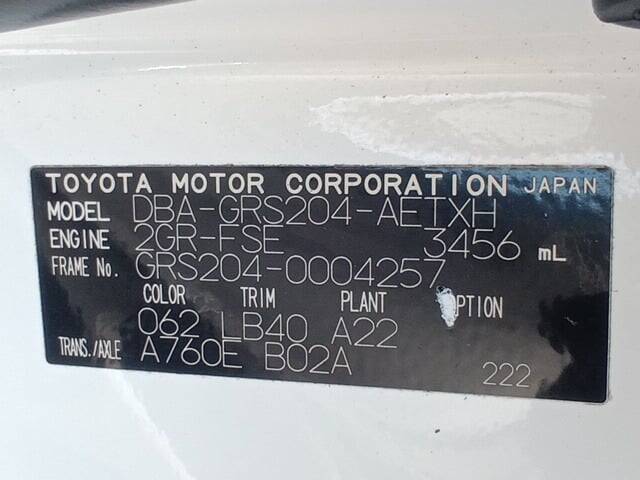 TOYOTA MOTOR CORPORATION JAPAN
MODEL DBA-GRS204-AETXH
ENGINE 2GR-FSE 3456 mL
FRAME No. GRS204-0004257
COLOR TRIM PLANT PTION
062 LB40 A22
TRANS./AXLE A760E B02A
222